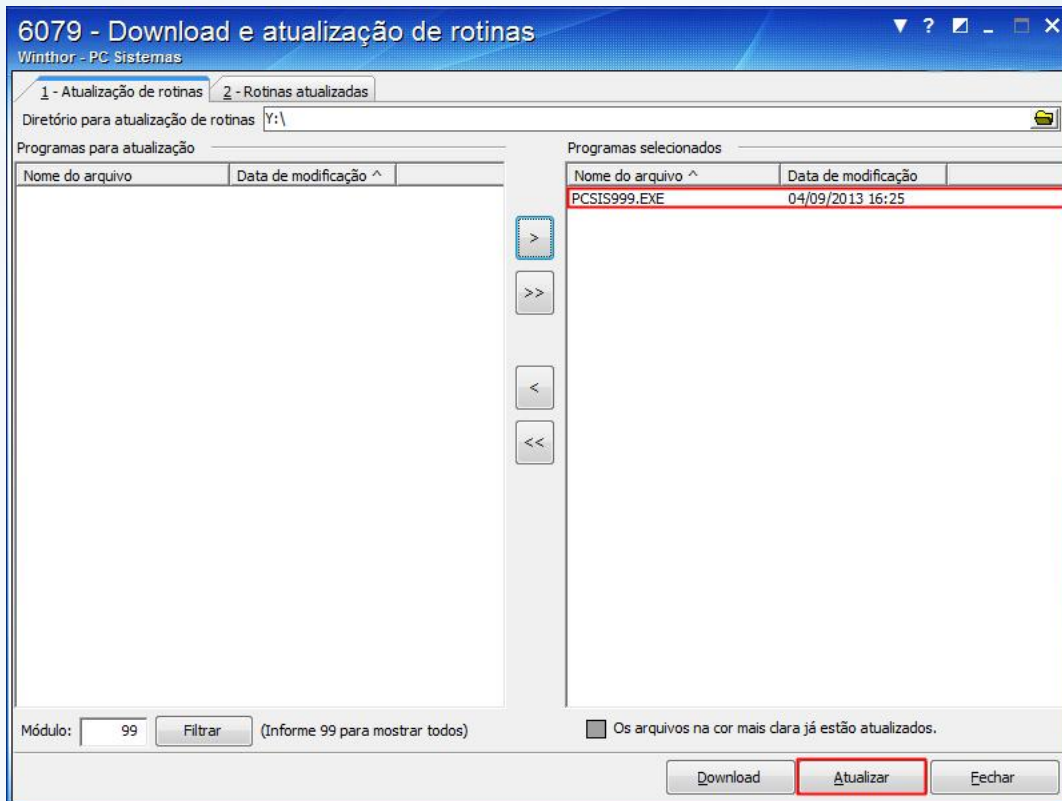 6079 - Download e atualização de rotinas
Winthor - PC Sistemas
1 - Atualização de rotinas 2 - Rotinas atualizadas
Diretório para atualização de rotinas Y:\
Programas para atualização
Nome do arquivo Data de modificação ^
Programas selecionados
Nome do arquivo ^ Data de modificação
PCSIS999.EXE 04/09/2013 16:25
>
>>
<
<<
Módulo: 99 Filtrar (Informe 99 para mostrar todos)
Os arquivos na cor mais clara já estão atualizados.
Download Atualizar Fechar